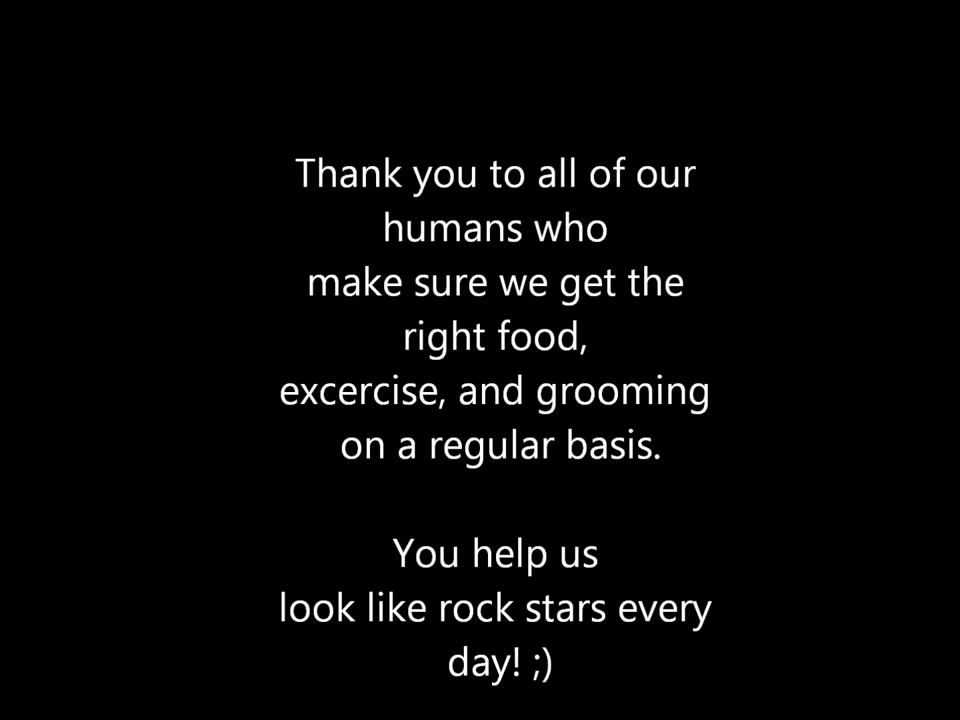 Thank you to all of our
humans who
make sure we get the
right food,
excercise, and grooming
on a regular basis.
You help us
look like rock stars every
day! ;)